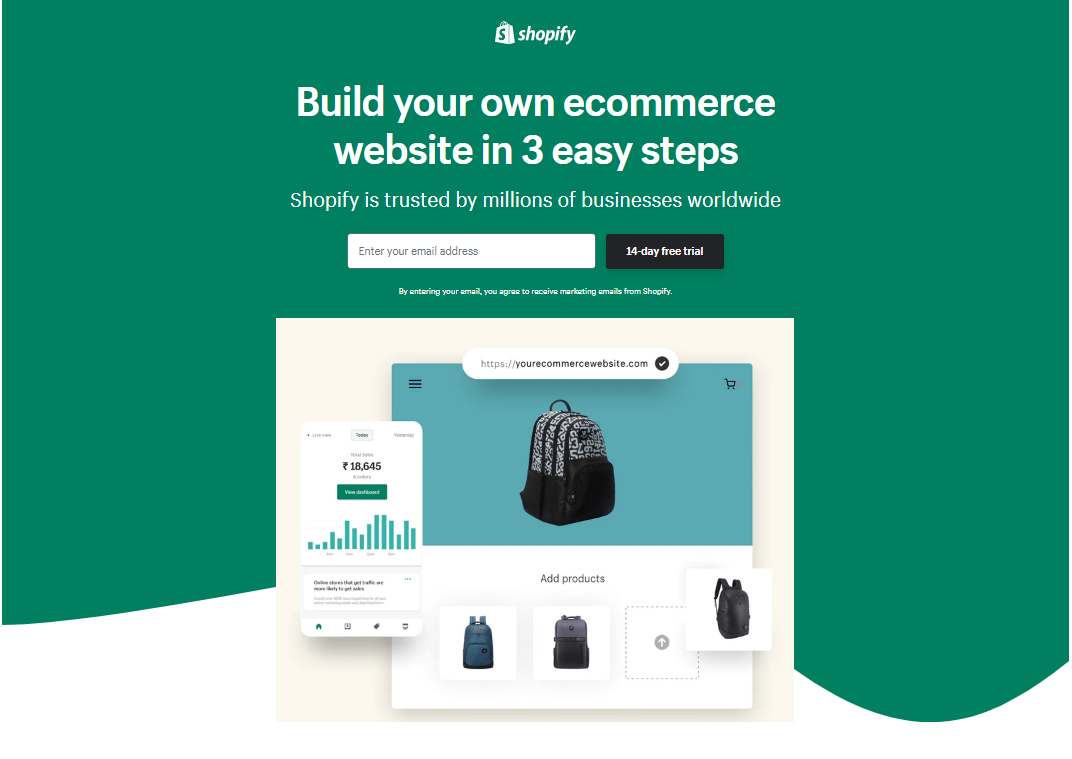 shopify
Build your own ecommerce
website in 3 easy steps
Shopify is trusted by millions of businesses worldwide
Enter your email address
14-day free trial
By entering your email, you agree to receive marketing emails from Shopify.
https://yourecommercewebsite.com
Live view
Today
Yesterday
Total Sales
₹ 18,645
6 orders
View dashboard
Online stores that get traffic are
more likely to get sales
Add products